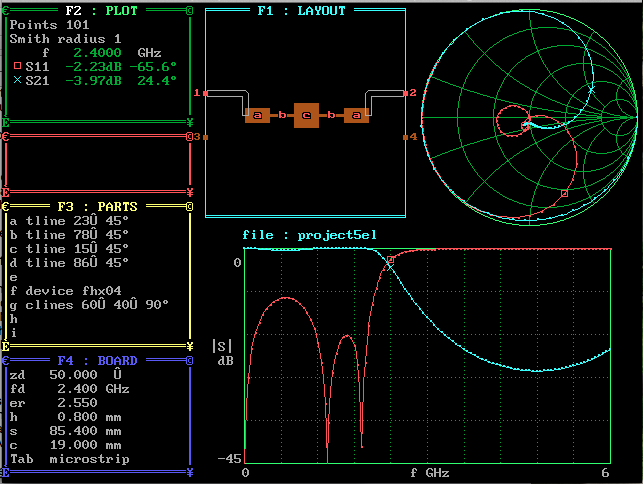 F2 : PLOT
Points 101
Smith radius 1
f 2.4000 GHz
S11 -2.23dB -65.6°
S21 -3.97dB 24.4°
F3 : PARTS
a tline 23Û 45°
b tline 78Û 45°
c tline 15Û 45°
d tline 86Û 45°
e
f device fhx04
g clines 60Û 40Û 90°
h
i
F4 : BOARD
zd 50.000 Û
fd 2.400 GHz
er 2.550
h 0.800 mm
s 85.400 mm
c 19.000 mm
Tab microstrip
F1 : LAYOUT
1 2
a b c b a
3 4
file : project5el
0
|S|
dB
-45
0 f GHz 6